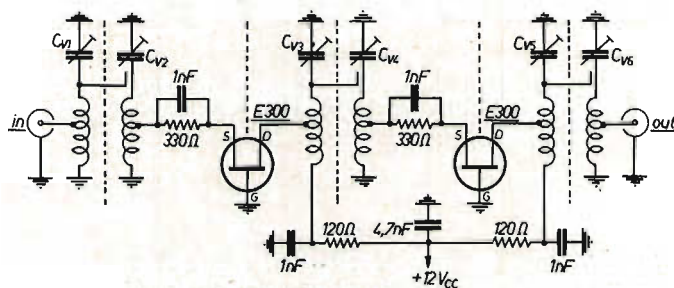 CV1
CV2
CV3
CV4
CV5
CV6
1nF
1nF
in
330Ω
S
D
G
E300
330Ω
S
D
G
E300
out
1nF
120Ω
4,7nF
120Ω
1nF
+12VCC